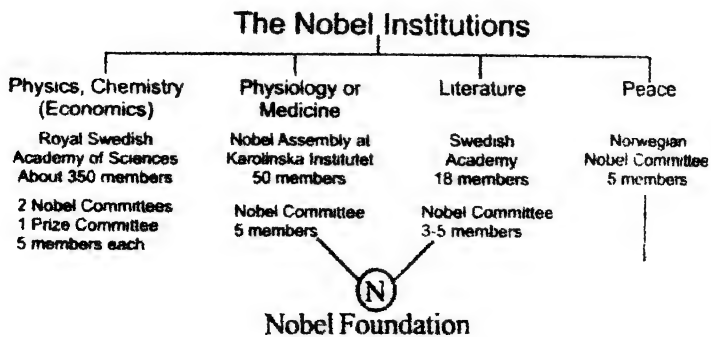 The Nobel Institutions
Physics, Chemistry
(Economics)
Royal Swedish
Academy of Sciences
About 350 members
2 Nobel Committees
1 Prize Committee
5 members each
Physiology or
Medicine
Nobel Assembly at
Karolinska Institutet
50 members
Nobel Committee
5 members
Literature
Swedish
Academy
18 members
Nobel Committee
3-5 members
Peace
Norwegian
Nobel Committee
5 members
N
Nobel Foundation